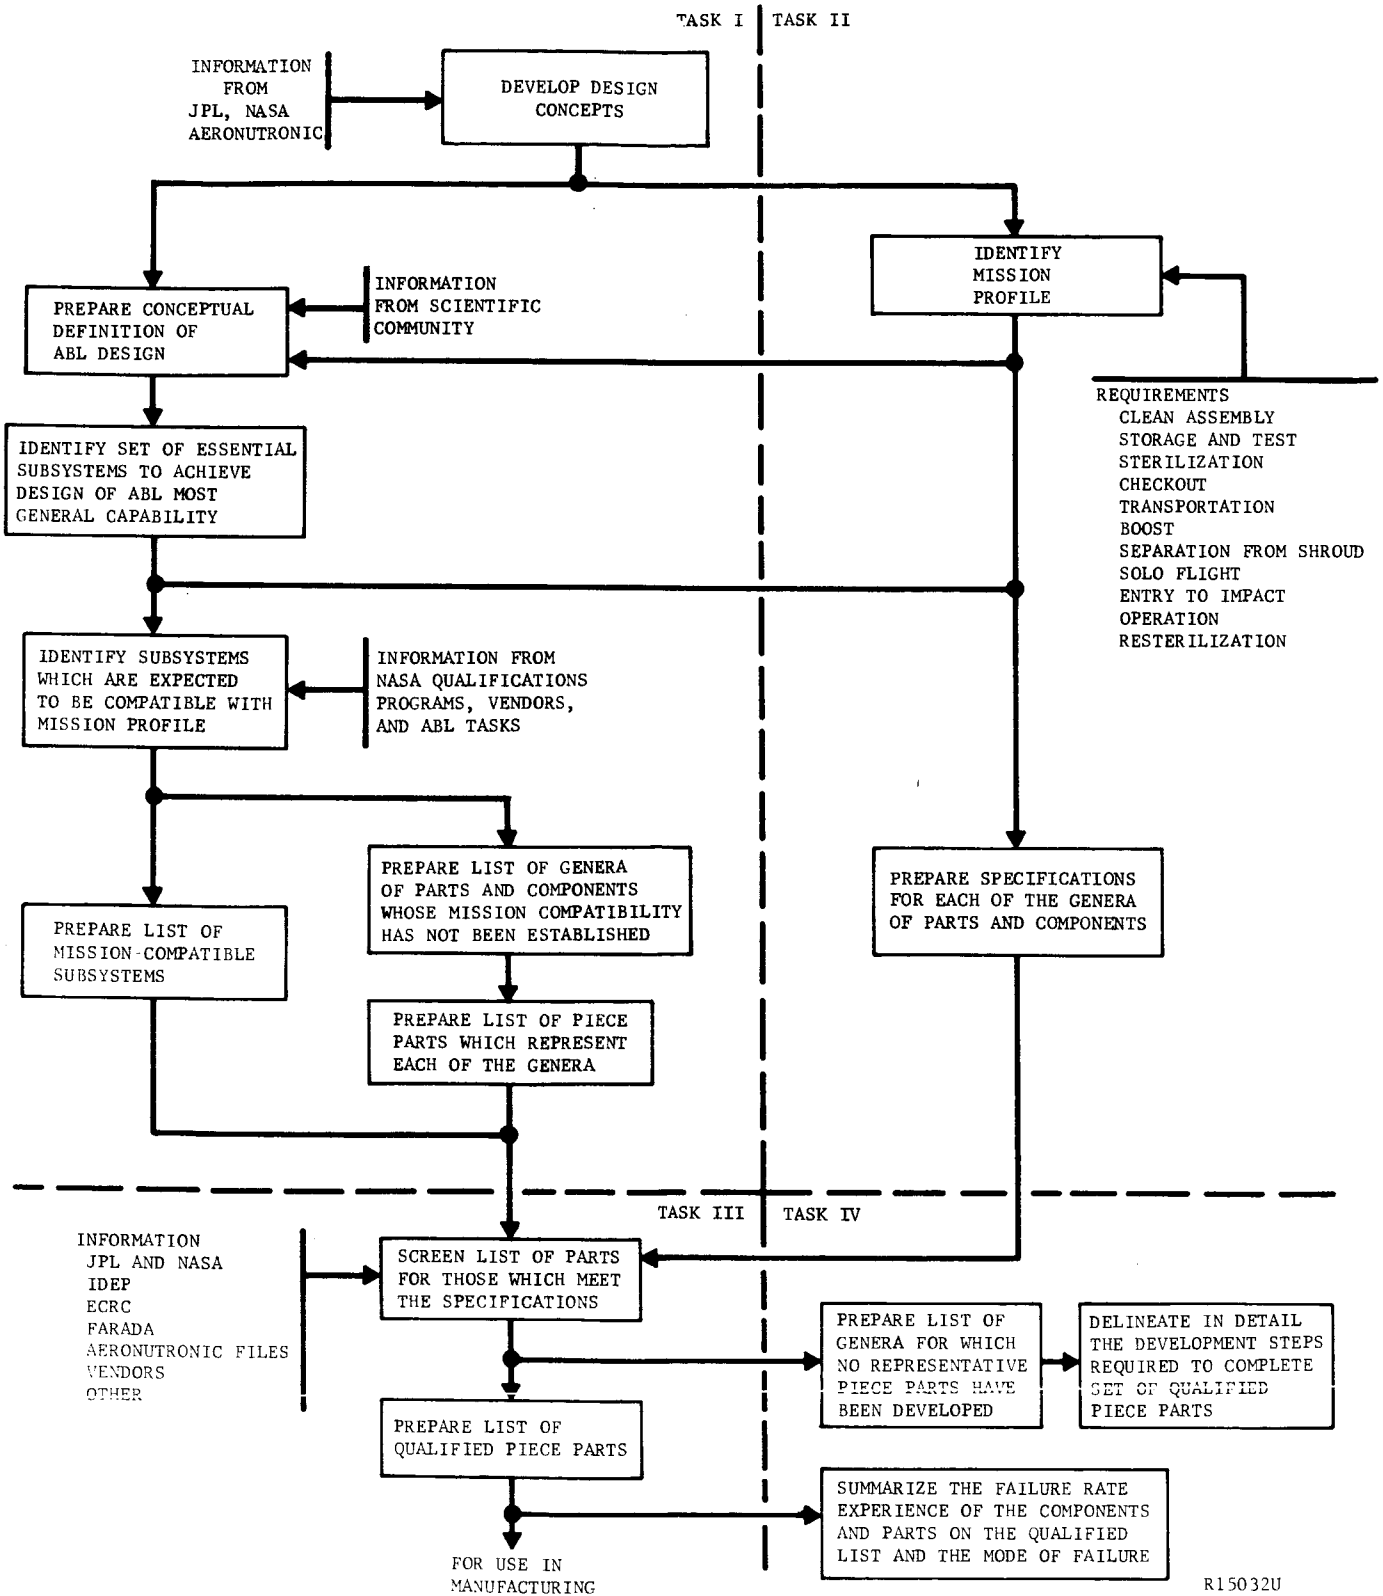 TASK I
TASK II
INFORMATION
FROM
JPL, NASA
AERONUTRONIC
DEVELOP DESIGN
CONCEPTS
IDENTIFY
MISSION
PROFILE
INFORMATION
FROM SCIENTIFIC
COMMUNITY
PREPARE CONCEPTUAL
DEFINITION OF
ABL DESIGN
REQUIREMENTS
CLEAN ASSEMBLY
STORAGE AND TEST
STERILIZATION
CHECKOUT
TRANSPORTATION
BOOST
SEPARATION FROM SHROUD
SOLO FLIGHT
ENTRY TO IMPACT
OPERATION
RESTERILIZATION
IDENTIFY SET OF ESSENTIAL
SUBSYSTEMS TO ACHIEVE
DESIGN OF ABL MOST
GENERAL CAPABILITY
IDENTIFY SUBSYSTEMS
WHICH ARE EXPECTED
TO BE COMPATIBLE WITH
MISSION PROFILE
INFORMATION FROM
NASA QUALIFICATIONS
PROGRAMS, VENDORS,
AND ABL TASKS
PREPARE LIST OF GENERA
OF PARTS AND COMPONENTS
WHOSE MISSION COMPATIBILITY
HAS NOT BEEN ESTABLISHED
PREPARE SPECIFICATIONS
FOR EACH OF THE GENERA
OF PARTS AND COMPONENTS
PREPARE LIST OF
MISSION-COMPATIBLE
SUBSYSTEMS
PREPARE LIST OF PIECE
PARTS WHICH REPRESENT
EACH OF THE GENERA
TASK III
TASK IV
INFORMATION
JPL AND NASA
IDEP
ECRC
FARADA
AERONUTRONIC FILES
VENDORS
OTHER
SCREEN LIST OF PARTS
FOR THOSE WHICH MEET
THE SPECIFICATIONS
PREPARE LIST OF
GENERA FOR WHICH
NO REPRESENTATIVE
PIECE PARTS HAVE
BEEN DEVELOPED
DELINEATE IN DETAIL
THE DEVELOPMENT STEPS
REQUIRED TO COMPLETE
SET OF QUALIFIED
PIECE PARTS
PREPARE LIST OF
QUALIFIED PIECE PARTS
SUMMARIZE THE FAILURE RATE
EXPERIENCE OF THE COMPONENTS
AND PARTS ON THE QUALIFIED
LIST AND THE MODE OF FAILURE
FOR USE IN
MANUFACTURING
R15032U